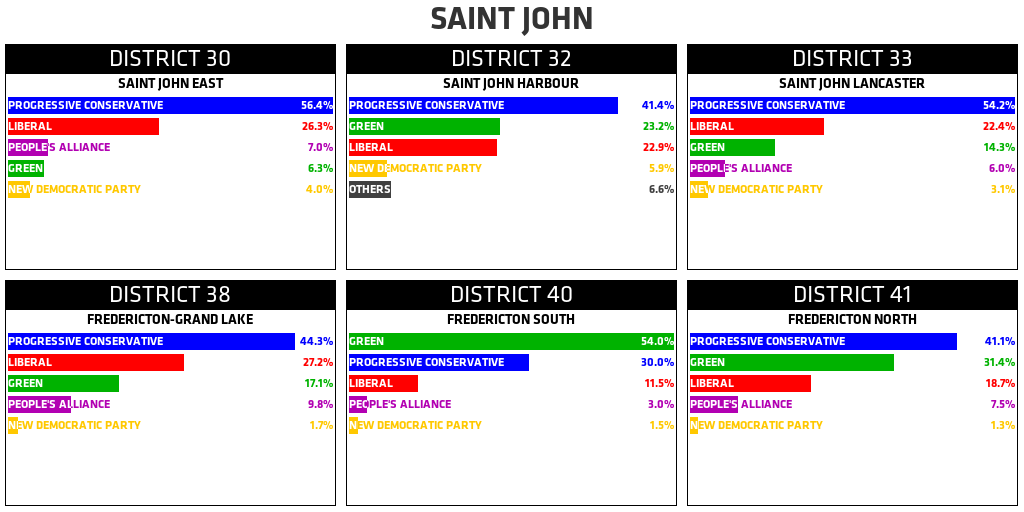 SAINT JOHN
DISTRICT 30
SAINT JOHN EAST
PROGRESSIVE CONSERVATIVE 56.4%
LIBERAL 26.3%
PEOPLE'S ALLIANCE 7.0%
GREEN 6.3%
NEW DEMOCRATIC PARTY 4.0%
DISTRICT 32
SAINT JOHN HARBOUR
PROGRESSIVE CONSERVATIVE 41.4%
GREEN 23.2%
LIBERAL 22.9%
NEW DEMOCRATIC PARTY 5.9%
OTHERS 6.6%
DISTRICT 33
SAINT JOHN LANCASTER
PROGRESSIVE CONSERVATIVE 54.2%
LIBERAL 22.4%
GREEN 14.3%
PEOPLE'S ALLIANCE 6.0%
NEW DEMOCRATIC PARTY 3.1%
DISTRICT 38
FREDERICTON-GRAND LAKE
PROGRESSIVE CONSERVATIVE 44.3%
LIBERAL 27.2%
GREEN 17.1%
PEOPLE'S ALLIANCE 9.8%
NEW DEMOCRATIC PARTY 1.7%
DISTRICT 40
FREDERICTON SOUTH
GREEN 54.0%
PROGRESSIVE CONSERVATIVE 30.0%
LIBERAL 11.5%
PEOPLE'S ALLIANCE 3.0%
NEW DEMOCRATIC PARTY 1.5%
DISTRICT 41
FREDERICTON NORTH
PROGRESSIVE CONSERVATIVE 41.1%
GREEN 31.4%
LIBERAL 18.7%
PEOPLE'S ALLIANCE 7.5%
NEW DEMOCRATIC PARTY 1.3%